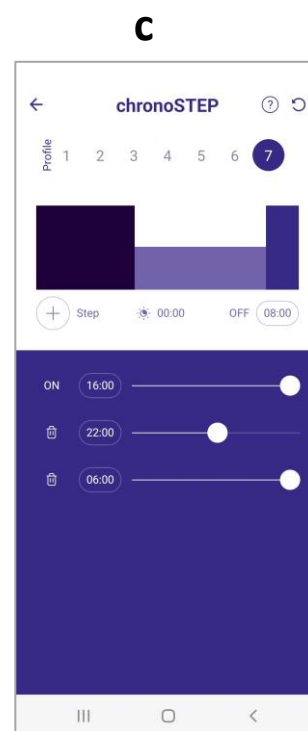 c
chronoSTEP ?
Profile 1 2 3 4 5 6 7
+ Step 00:00 OFF 08:00
ON 16:00
22:00
06:00